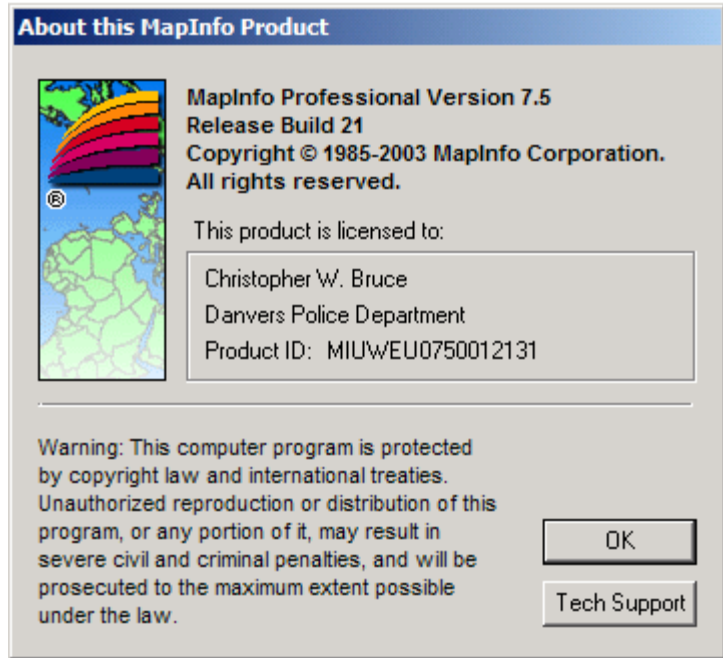 About this MapInfo Product
MapInfo Professional Version 7.5
Release Build 21
Copyright © 1985-2003 MapInfo Corporation.
All rights reserved.
®
This product is licensed to:
Christopher W. Bruce
Danvers Police Department
Product ID: MIUWEU0750012131
Warning: This computer program is protected
by copyright law and international treaties.
Unauthorized reproduction or distribution of this
program, or any portion of it, may result in
severe civil and criminal penalties, and will be
prosecuted to the maximum extent possible
under the law.
OK
Tech Support